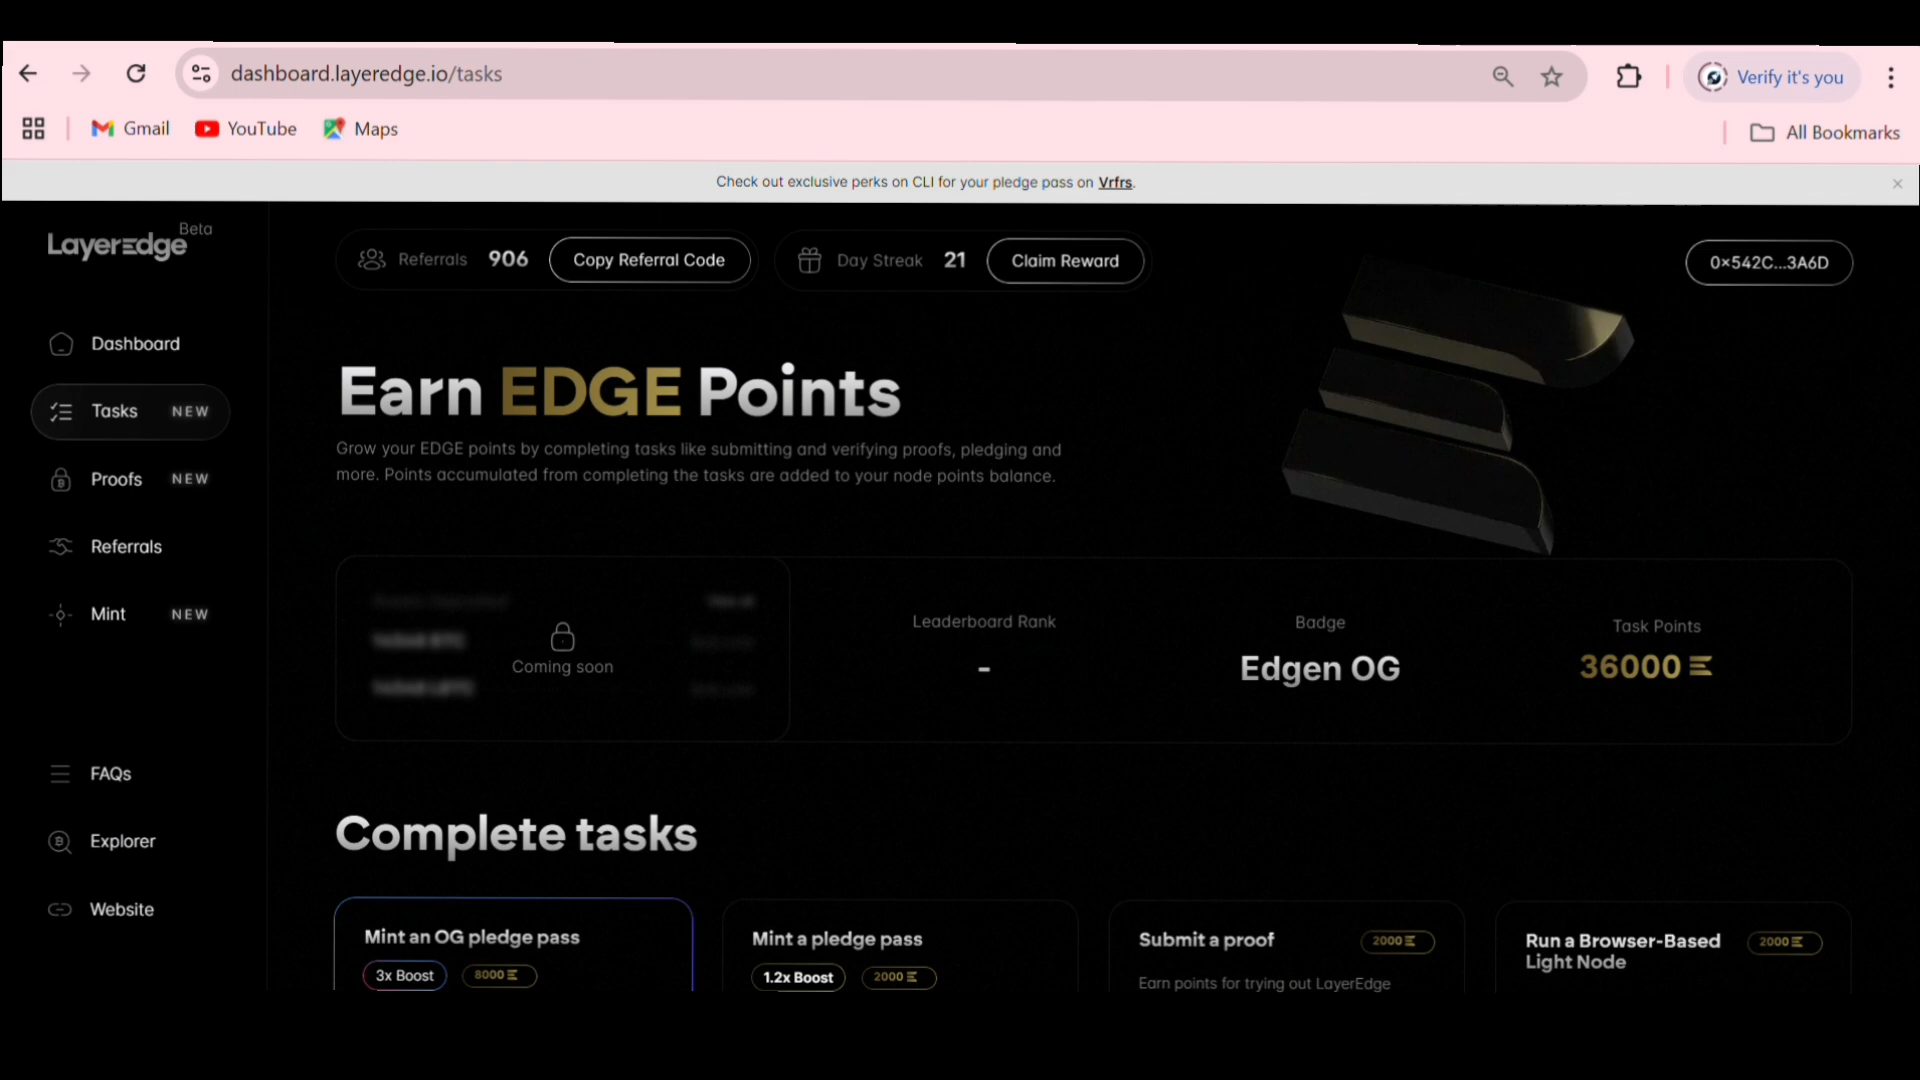 dashboard.layeredge.io/tasks
Verify it's you
Gmail
YouTube
Maps
All Bookmarks
Check out exclusive perks on CLI for your pledge pass on Vrfrs.
LayerEdge Beta
Referrals 906 Copy Referral Code
Day Streak 21 Claim Reward
0×542C...3A6D
Dashboard
Tasks NEW
Proofs NEW
Referrals
Mint NEW
FAQs
Explorer
Website
Earn EDGE Points
Grow your EDGE points by completing tasks like submitting and verifying proofs, pledging and
more. Points accumulated from completing the tasks are added to your node points balance.
Coming soon
Leaderboard Rank
-
Badge
Edgen OG
Task Points
36000
Complete tasks
Mint an OG pledge pass
3x Boost 8000
Mint a pledge pass
1.2x Boost 2000
Submit a proof 2000
Earn points for trying out LayerEdge
Run a Browser-Based 2000
Light Node